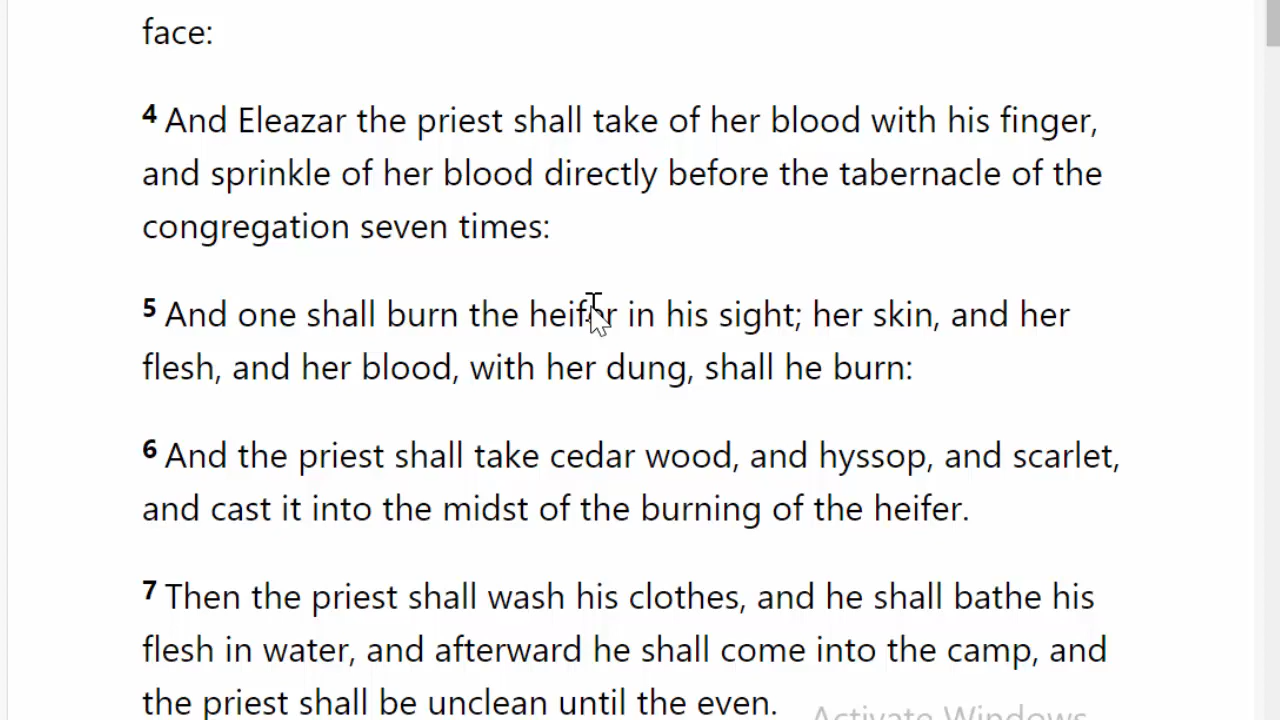 face:
4 And Eleazar the priest shall take of her blood with his finger,
and sprinkle of her blood directly before the tabernacle of the
congregation seven times:
5 And one shall burn the heifer in his sight; her skin, and her
flesh, and her blood, with her dung, shall he burn:
6 And the priest shall take cedar wood, and hyssop, and scarlet,
and cast it into the midst of the burning of the heifer.
7 Then the priest shall wash his clothes, and he shall bathe his
flesh in water, and afterward he shall come into the camp, and
the priest shall be unclean until the even.
Activate Windows